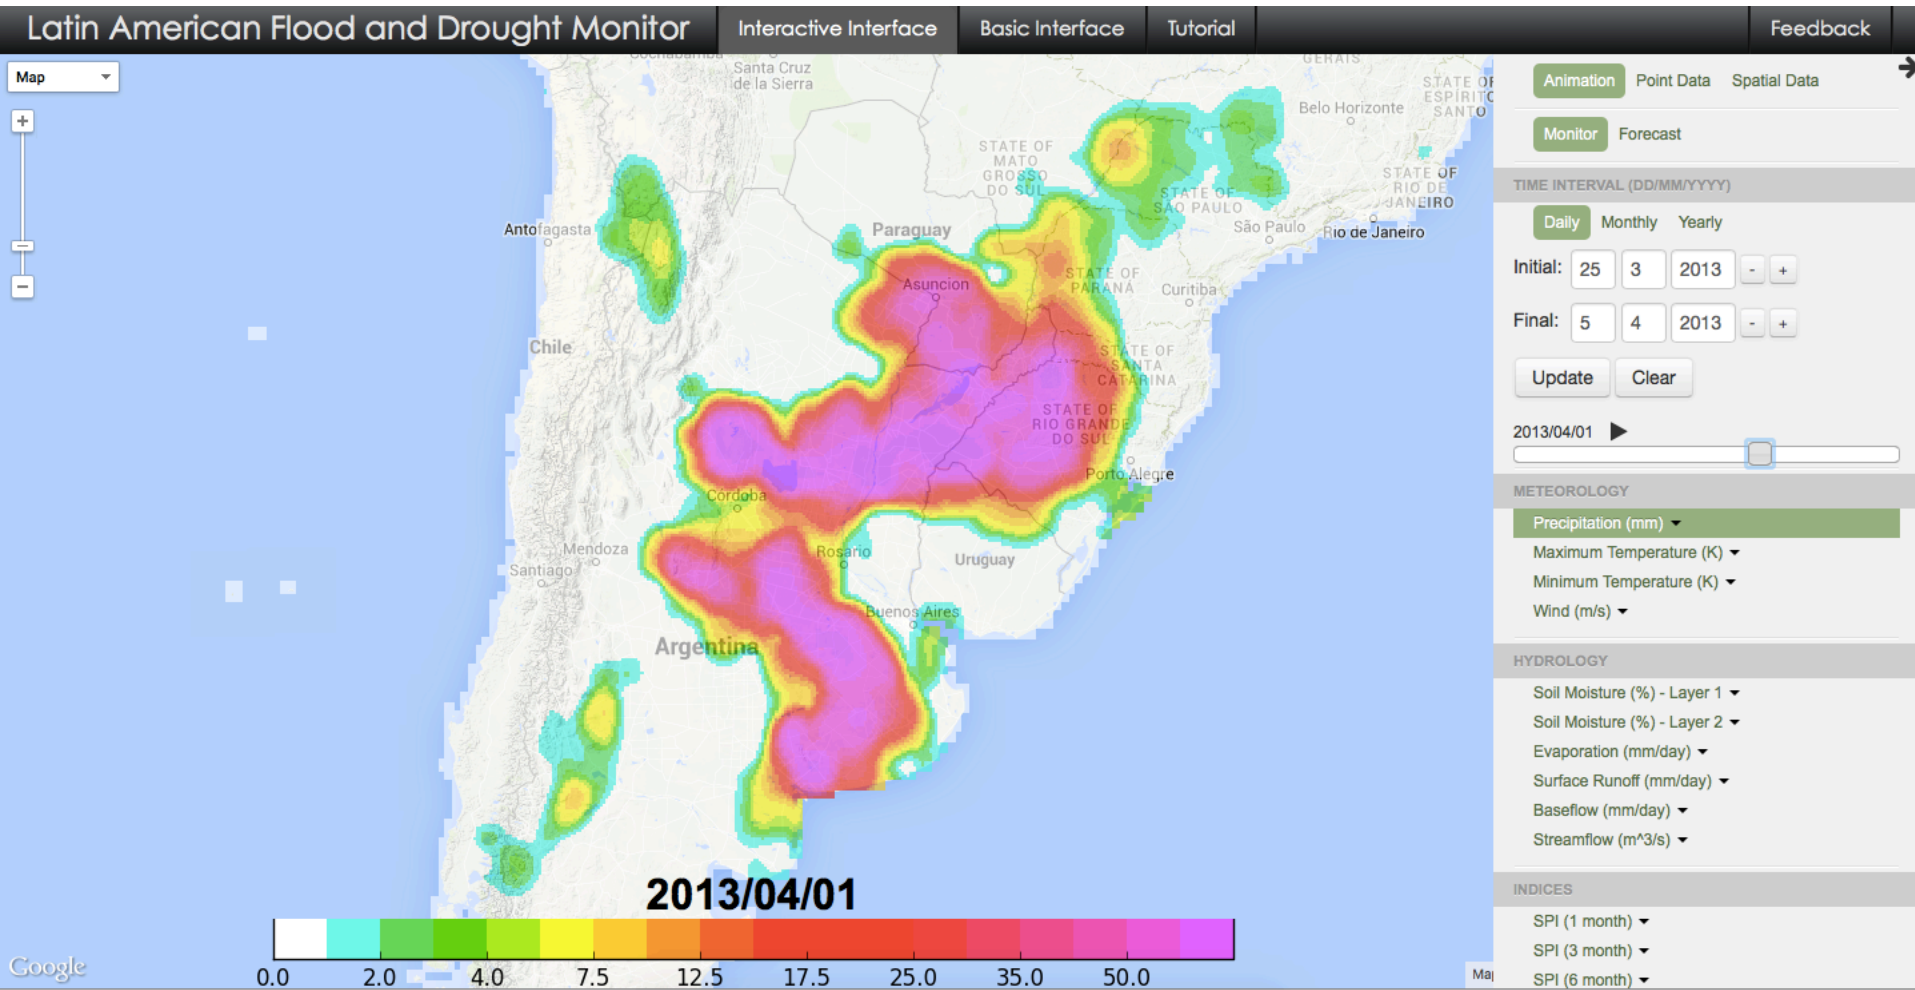 Latin American Flood and Drought Monitor
Interactive Interface
Basic Interface
Tutorial
Feedback
Map
+
−
Cochabamba
Santa Cruz
de la Sierra
GERAIS
Belo Horizonte
STATE OF
ESPÍRITO
SANTO
STATE OF
MATO
GROSSO
DO SUL
STATE OF
SÃO PAULO
STATE OF
RIO DE
JANEIRO
São Paulo
Rio de Janeiro
Antofagasta
Paraguay
Asuncion
STATE OF
PARANÁ
Curitiba
Chile
STATE OF
SANTA
CATARINA
STATE OF
RIO GRANDE
DO SUL
Porto Alegre
Córdoba
Mendoza
Santiago
Rosario
Uruguay
Buenos Aires
Argentina
2013/04/01
0.0 2.0 4.0 7.5 12.5 17.5 25.0 35.0 50.0
Google
Map
Animation Point Data Spatial Data
Monitor Forecast
TIME INTERVAL (DD/MM/YYYY)
Daily Monthly Yearly
Initial: 25 3 2013 - +
Final: 5 4 2013 - +
Update Clear
2013/04/01
METEOROLOGY
Precipitation (mm)
Maximum Temperature (K)
Minimum Temperature (K)
Wind (m/s)
HYDROLOGY
Soil Moisture (%) - Layer 1
Soil Moisture (%) - Layer 2
Evaporation (mm/day)
Surface Runoff (mm/day)
Baseflow (mm/day)
Streamflow (m^3/s)
INDICES
SPI (1 month)
SPI (3 month)
SPI (6 month)